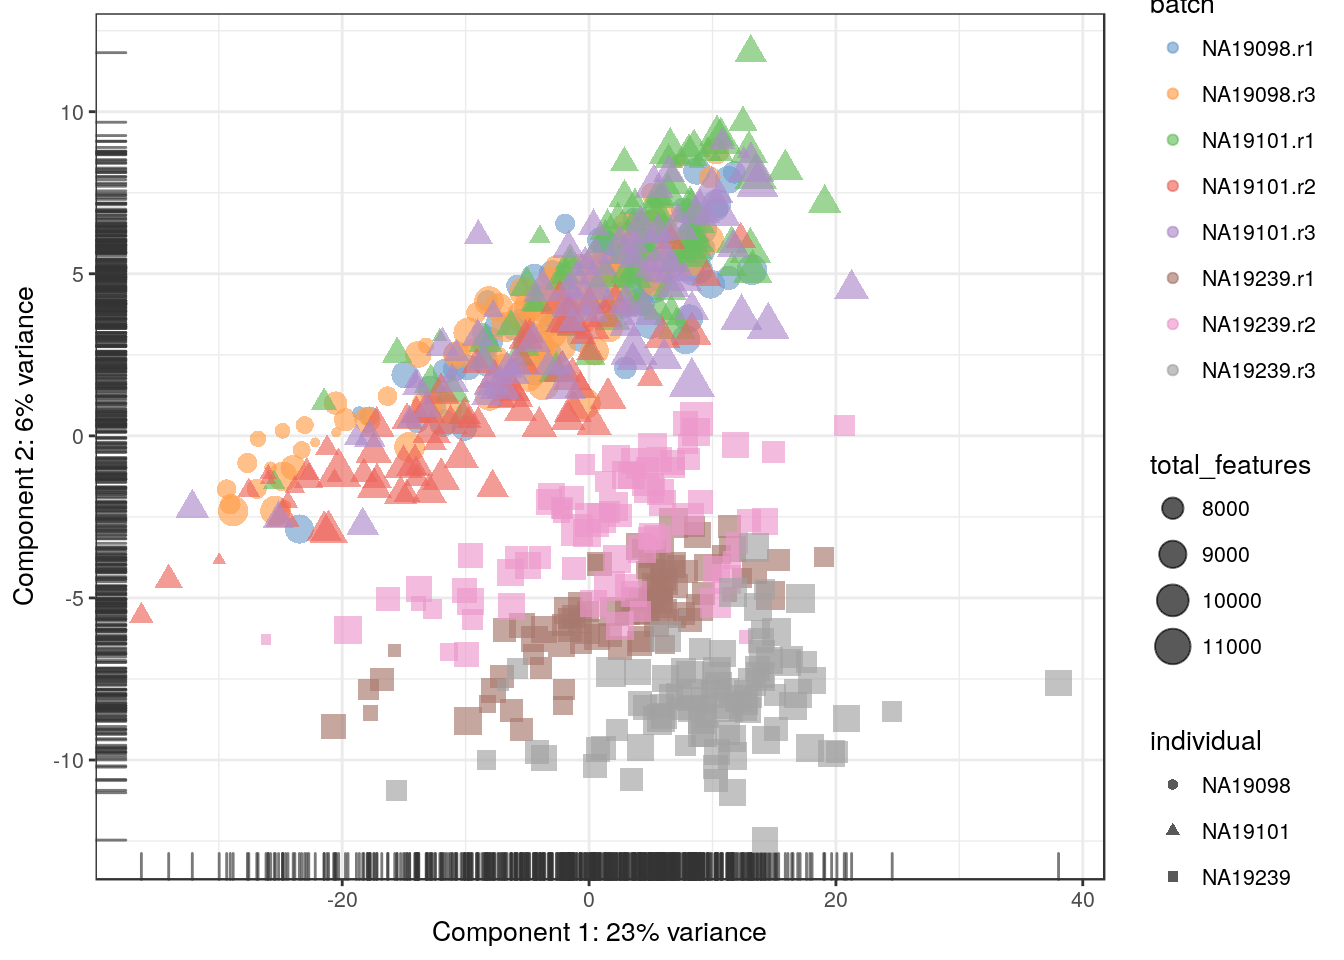 batch
NA19098.r1
NA19098.r3
NA19101.r1
NA19101.r2
NA19101.r3
NA19239.r1
NA19239.r2
NA19239.r3
total_features
8000
9000
10000
11000
individual
NA19098
NA19101
NA19239
Component 2: 6% variance
10
5
0
-5
-10
-20
0
20
40
Component 1: 23% variance